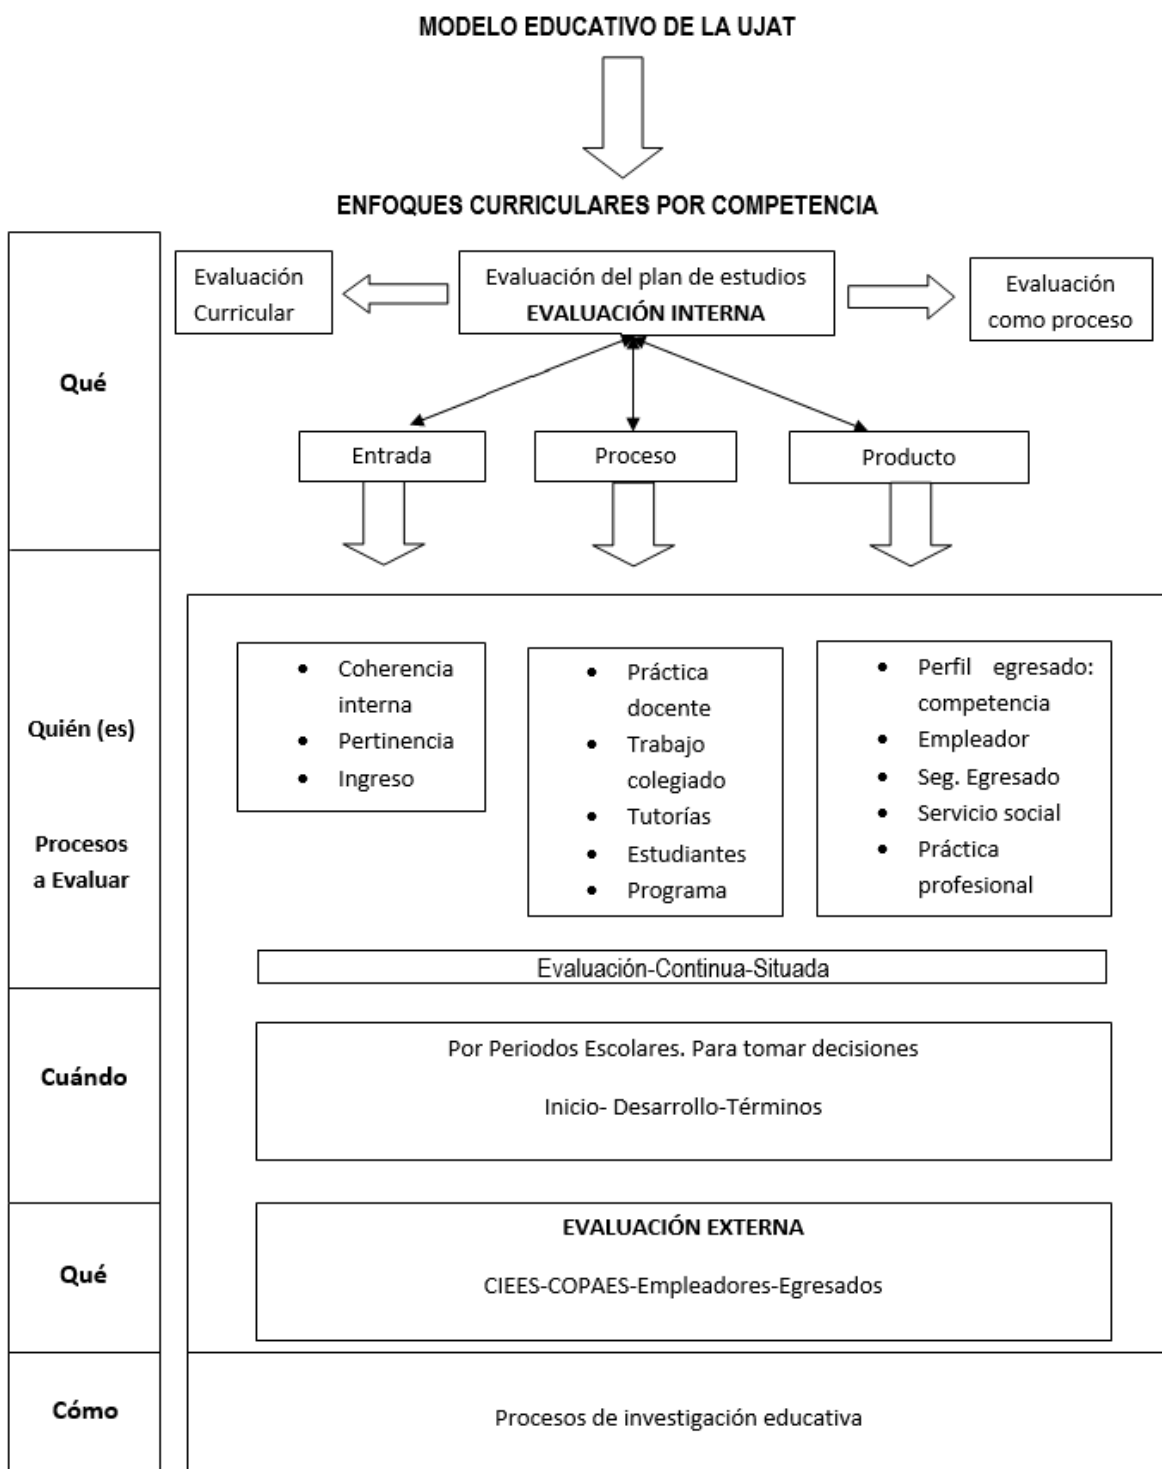 MODELO EDUCATIVO DE LA UJAT
ENFOQUES CURRICULARES POR COMPETENCIA
Qué
Evaluación
Curricular
Evaluación del plan de estudios
EVALUACIÓN INTERNA
Evaluación
como proceso
Entrada
Proceso
Producto
Quién (es)
Procesos
a Evaluar
• Coherencia
interna
• Pertinencia
• Ingreso
• Práctica
docente
• Trabajo
colegiado
• Tutorías
• Estudiantes
• Programa
• Perfil egresado:
competencia
• Empleador
• Seg. Egresado
• Servicio social
• Práctica
profesional
Evaluación-Continua-Situada
Cuándo
Por Periodos Escolares. Para tomar decisiones
Inicio- Desarrollo-Términos
Qué
EVALUACIÓN EXTERNA
CIEES-COPAES-Empleadores-Egresados
Cómo
Procesos de investigación educativa